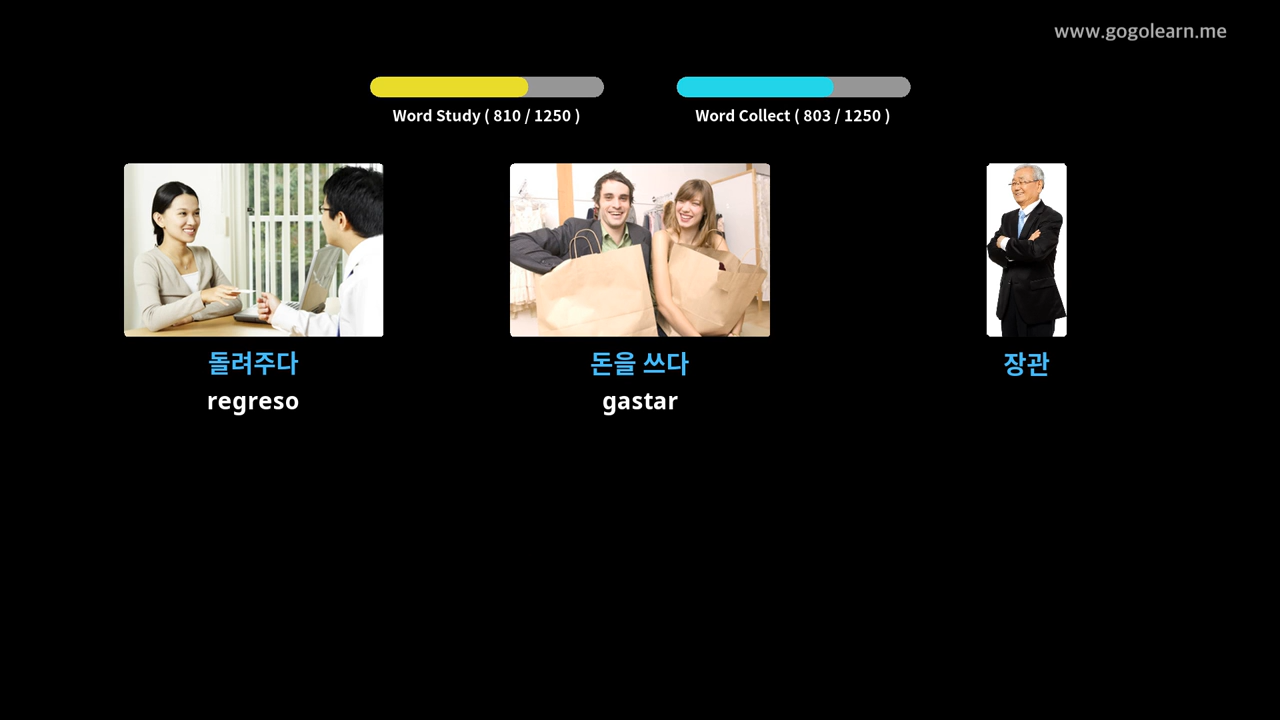 www.gogolearn.me
Word Study ( 810 / 1250 )
Word Collect ( 803 / 1250 )
돌려주다
regreso
돈을 쓰다
gastar
장관